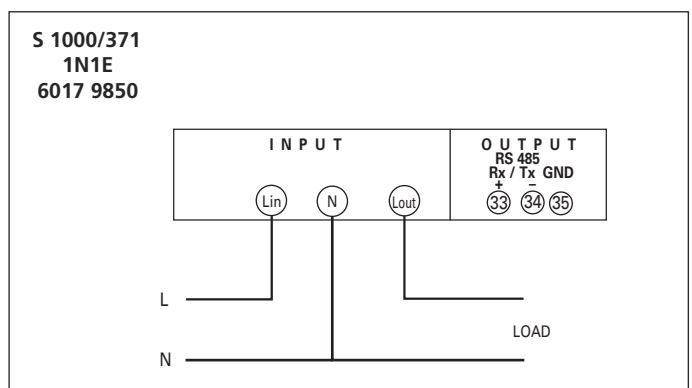 S 1000/371
1N1E
6017 9850
INPUT
OUTPUT
RS 485
Rx / Tx GND
+ –
Lin N Lout 33 34 35
L
LOAD
N